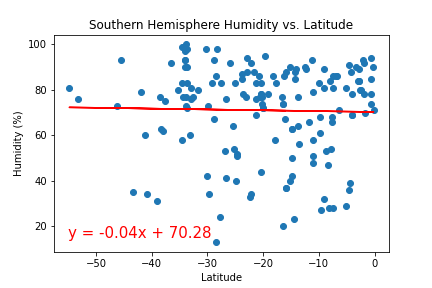 Southern Hemisphere Humidity vs. Latitude
100
80
60
40
20
Humidity (%)
y = -0.04x + 70.28
−50
−40
−30
−20
−10
0
Latitude